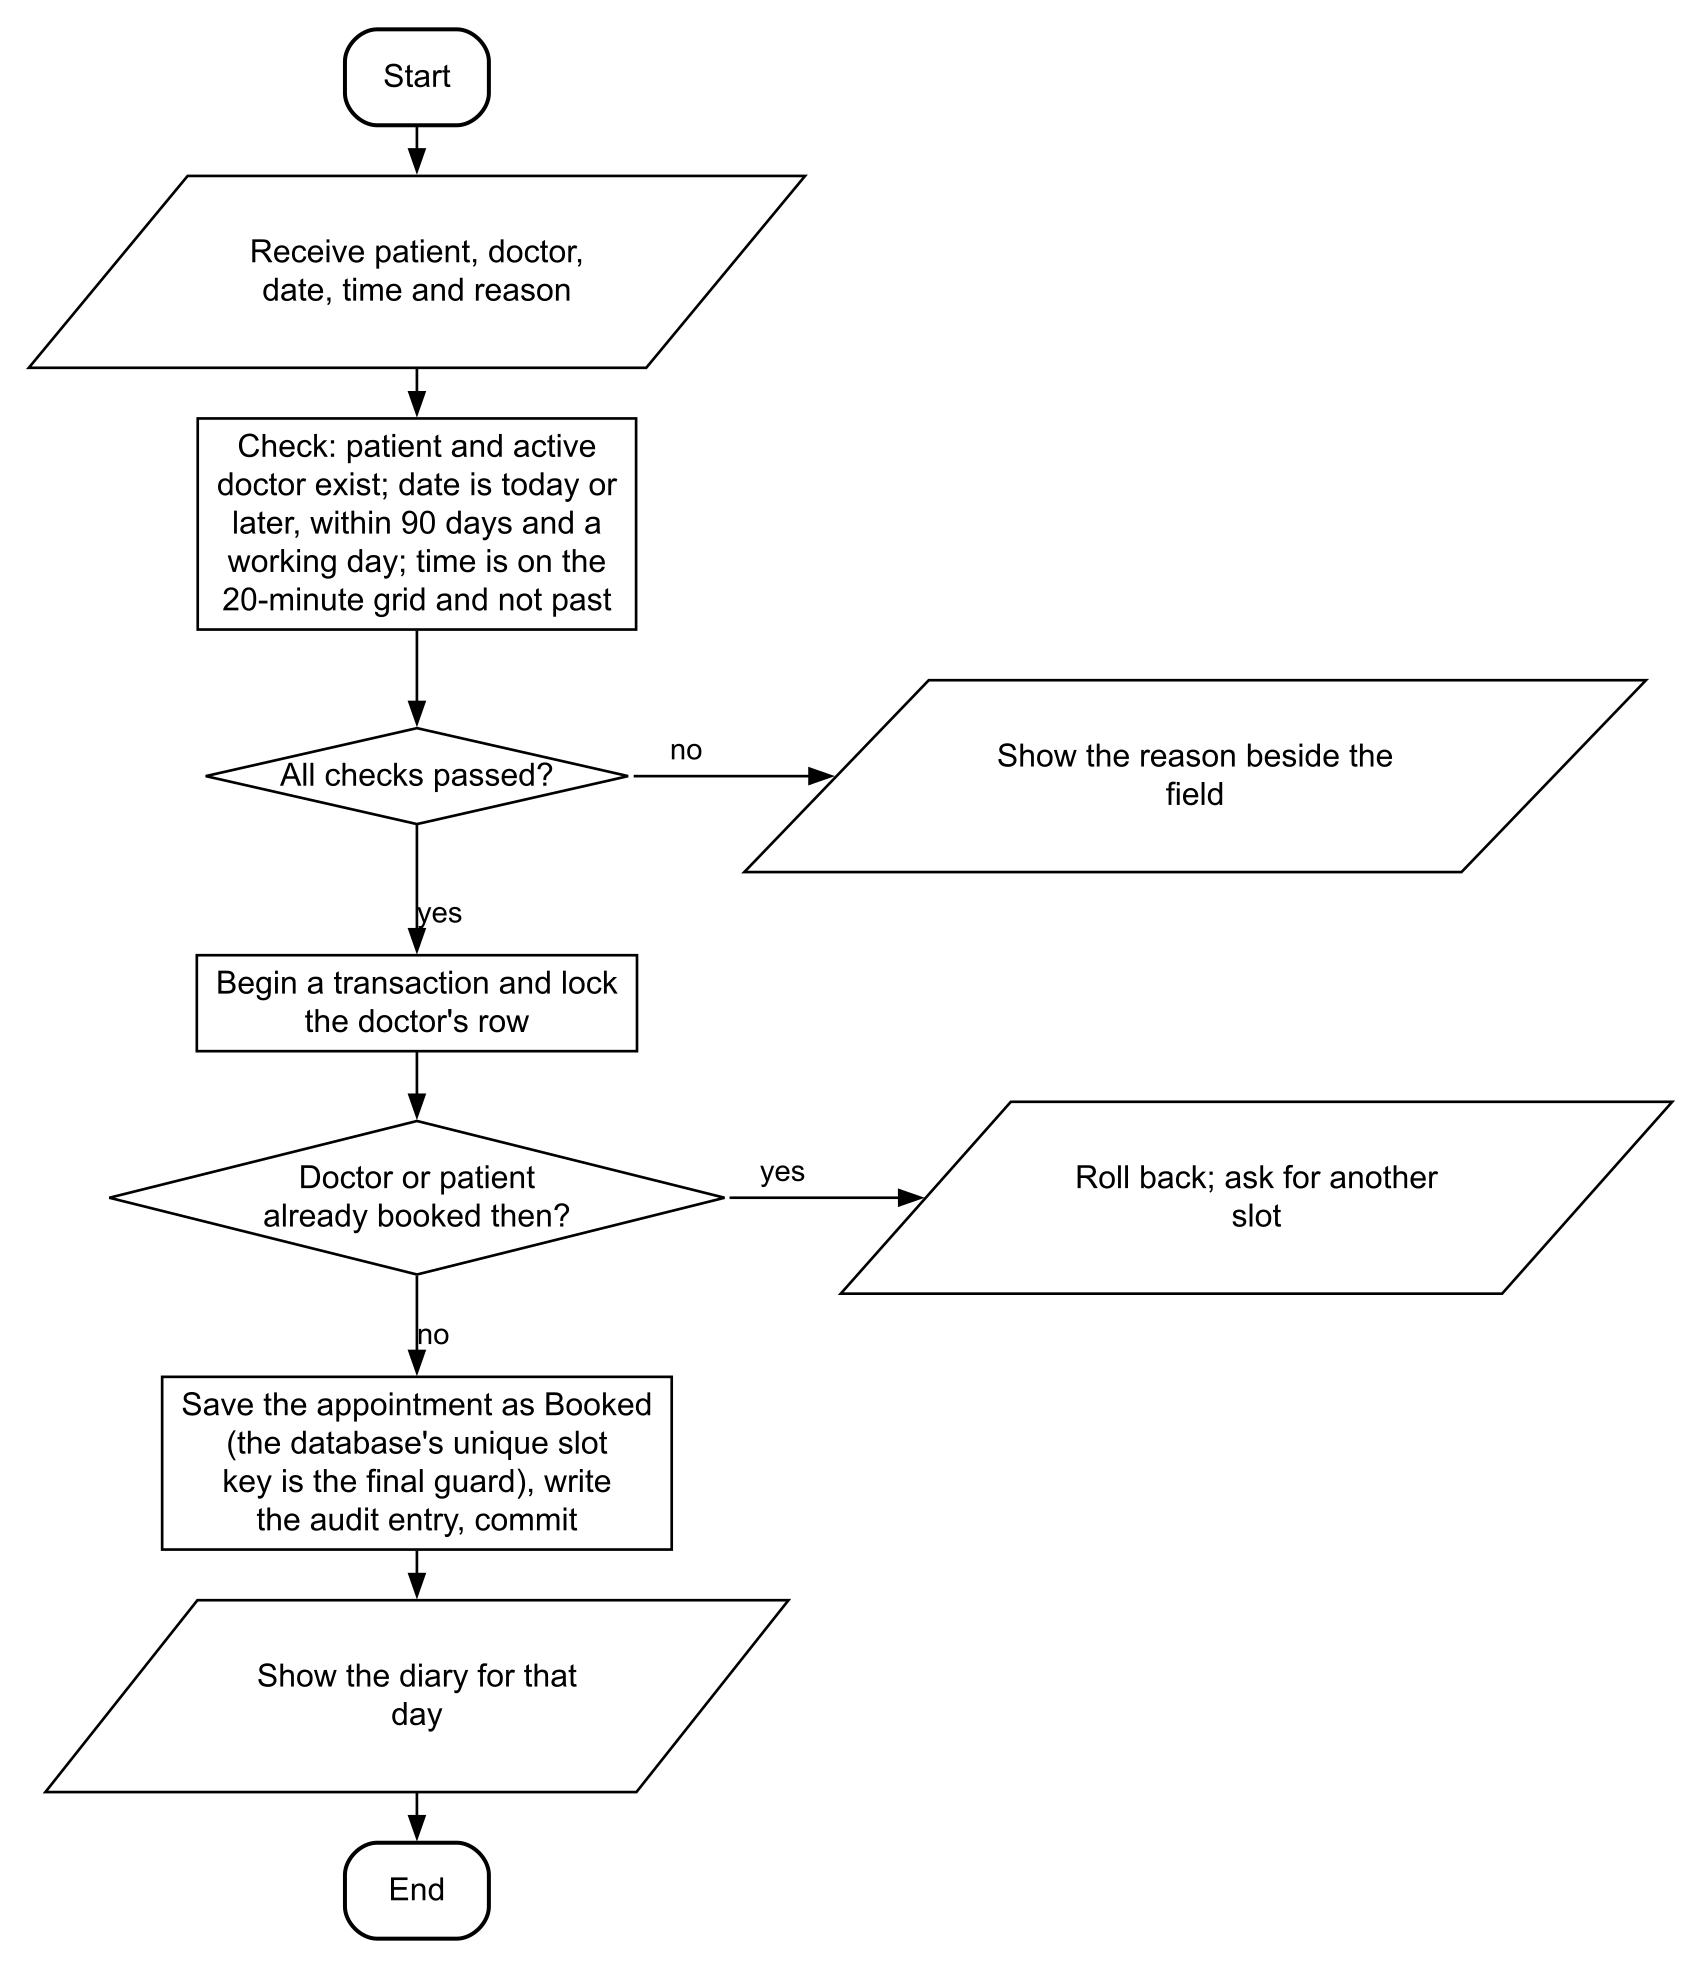 Start
Receive patient, doctor,
date, time and reason
Check: patient and active
doctor exist; date is today or
later, within 90 days and a
working day; time is on the
20-minute grid and not past
All checks passed?
no
Show the reason beside the
field
yes
Begin a transaction and lock
the doctor's row
Doctor or patient
already booked then?
yes
Roll back; ask for another
slot
no
Save the appointment as Booked
(the database's unique slot
key is the final guard), write
the audit entry, commit
Show the diary for that
day
End